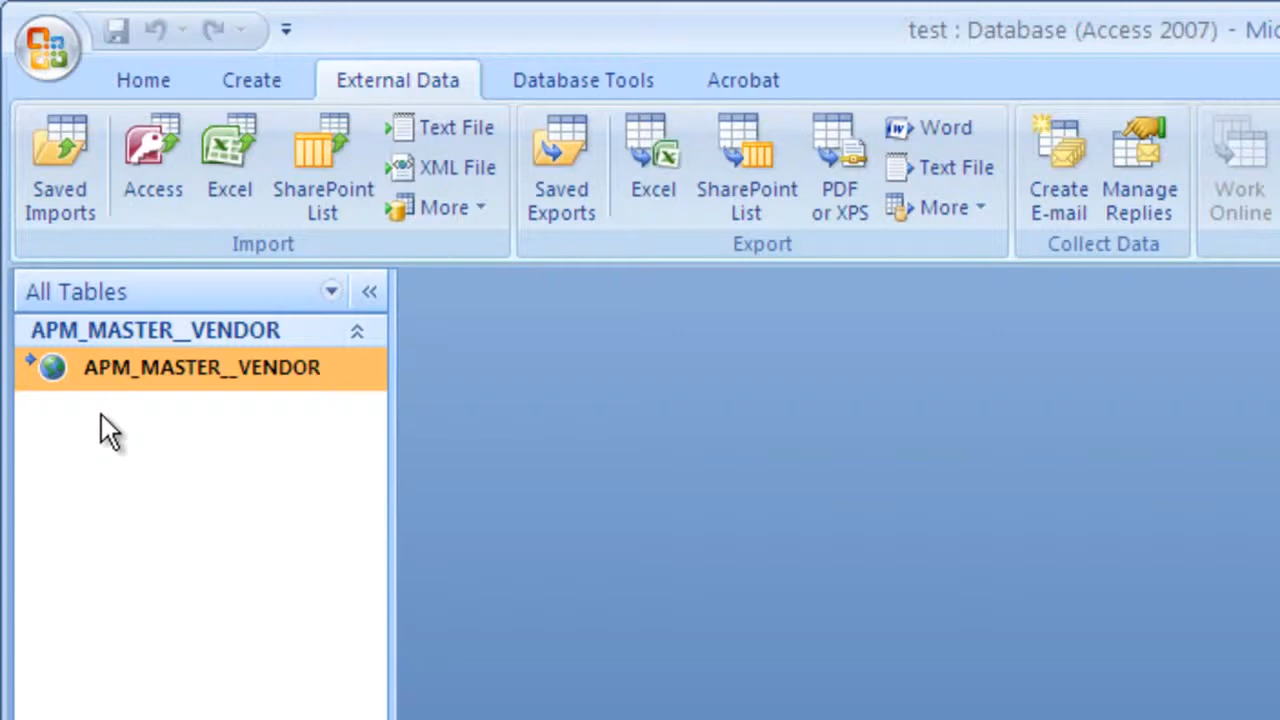 test : Database (Access 2007) - Mic
Home Create External Data Database Tools Acrobat
Saved Imports
Access
Excel
SharePoint List
Text File
XML File
More
Import
Saved Exports
Excel
SharePoint List
PDF or XPS
Word
Text File
More
Export
Create E-mail
Manage Replies
Collect Data
Work Online
All Tables
APM_MASTER__VENDOR
APM_MASTER__VENDOR